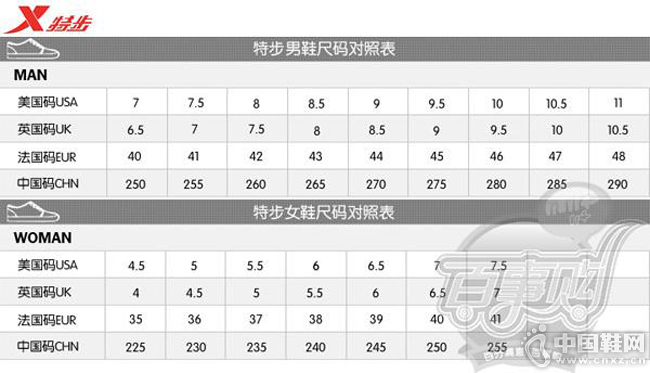 X特步
特步男鞋尺码对照表
MAN
美国码USA 7 7.5 8 8.5 9 9.5 10 10.5 11
英国码UK 6.5 7 7.5 8 8.5 9 9.5 10 10.5
法国码EUR 40 41 42 43 44 45 46 47 48
中国码CHN 250 255 260 265 270 275 280 285 290
特步女鞋尺码对照表
WOMAN
美国码USA 4.5 5 5.5 6 6.5 7 7.5
英国码UK 4 4.5 5 5.5 6 6.5 7
法国码EUR 35 36 37 38 39 40 41
中国码CHN 225 230 235 240 245 250 255
百事购
中国鞋网
www.cnxz.cn